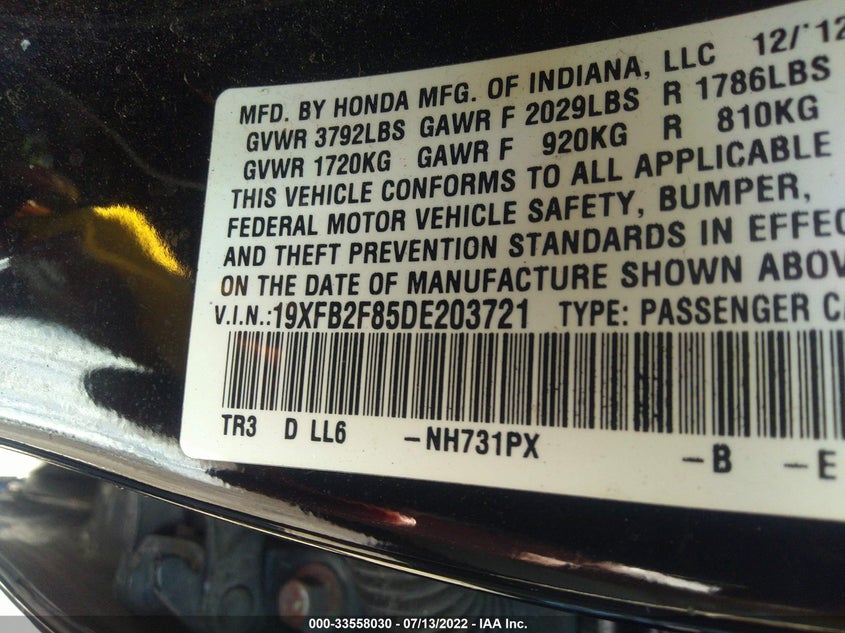 MFD. BY HONDA MFG. OF INDIANA, LLC 12/'12
GVWR 3792LBS GAWR F 2029LBS R 1786LBS
GVWR 1720KG GAWR F 920KG R 810KG
THIS VEHICLE CONFORMS TO ALL APPLICABLE
FEDERAL MOTOR VEHICLE SAFETY, BUMPER,
AND THEFT PREVENTION STANDARDS IN EFFEC
ON THE DATE OF MANUFACTURE SHOWN ABOV
V.I.N.:19XFB2F85DE203721 TYPE: PASSENGER CA
TR3 D LL6 -NH731PX -B -E
000-33558030 - 07/13/2022 - IAA Inc.